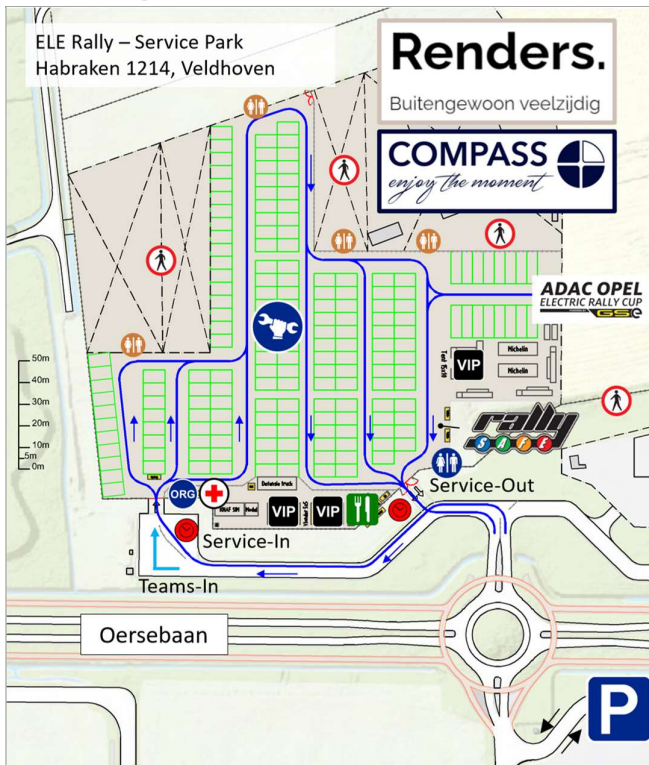 ELE Rally – Service Park
Habraken 1214, Veldhoven
Renders.
Buitengewoon veelzijdig
COMPASS
enjoy the moment
ADAC OPEL
ELECTRIC RALLY CUP
GSe
Michelin
VIP
Michelin
50m
40m
30m
20m
10m
5m
0m
rally
SAFE
ORG
VIP
VIP
Service-Out
Service-In
Teams-In
Oersebaan
P